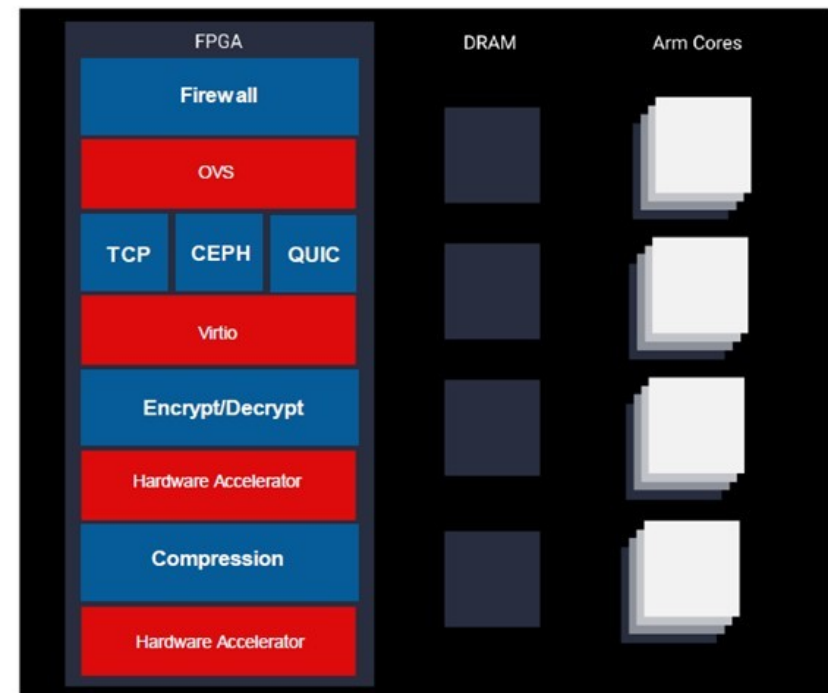 FPGA
DRAM
Arm Cores
Firewall
OVS
TCP
CEPH
QUIC
Virtio
Encrypt/Decrypt
Hardware Accelerator
Compression
Hardware Accelerator